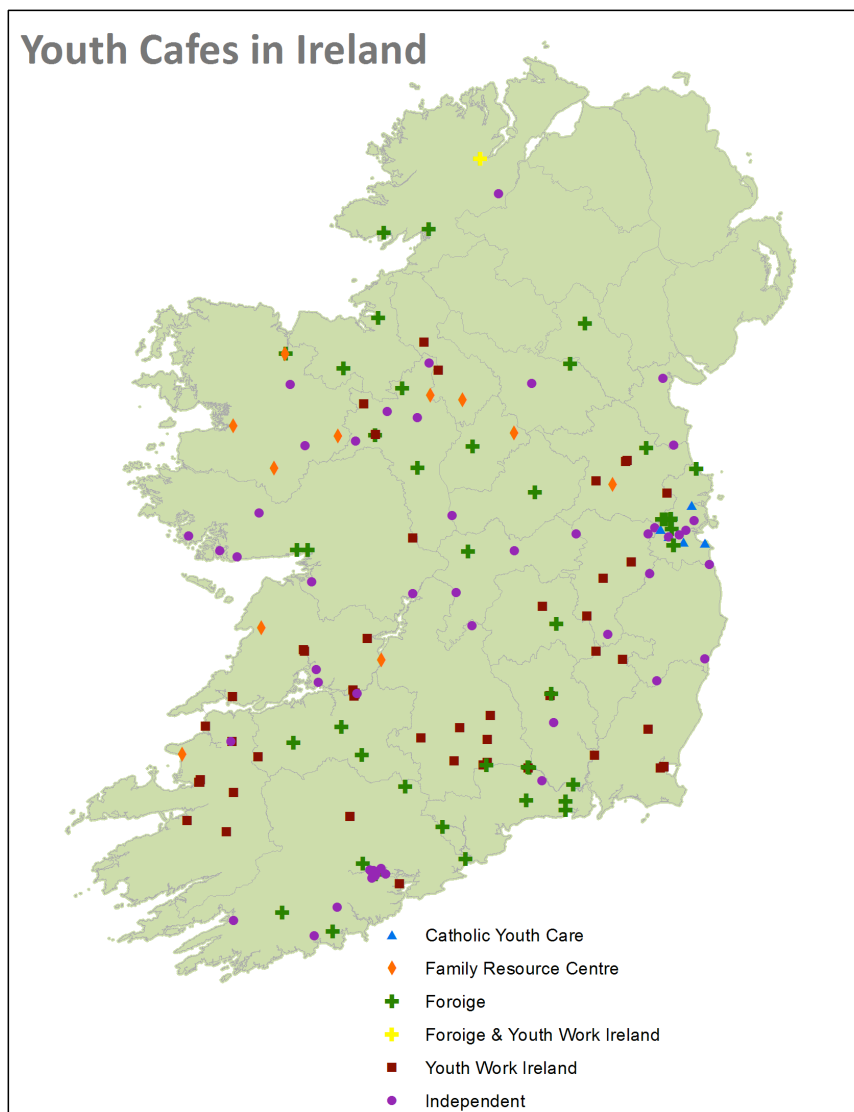 Youth Cafes in Ireland
Catholic Youth Care
Family Resource Centre
Foroige
Foroige & Youth Work Ireland
Youth Work Ireland
Independent